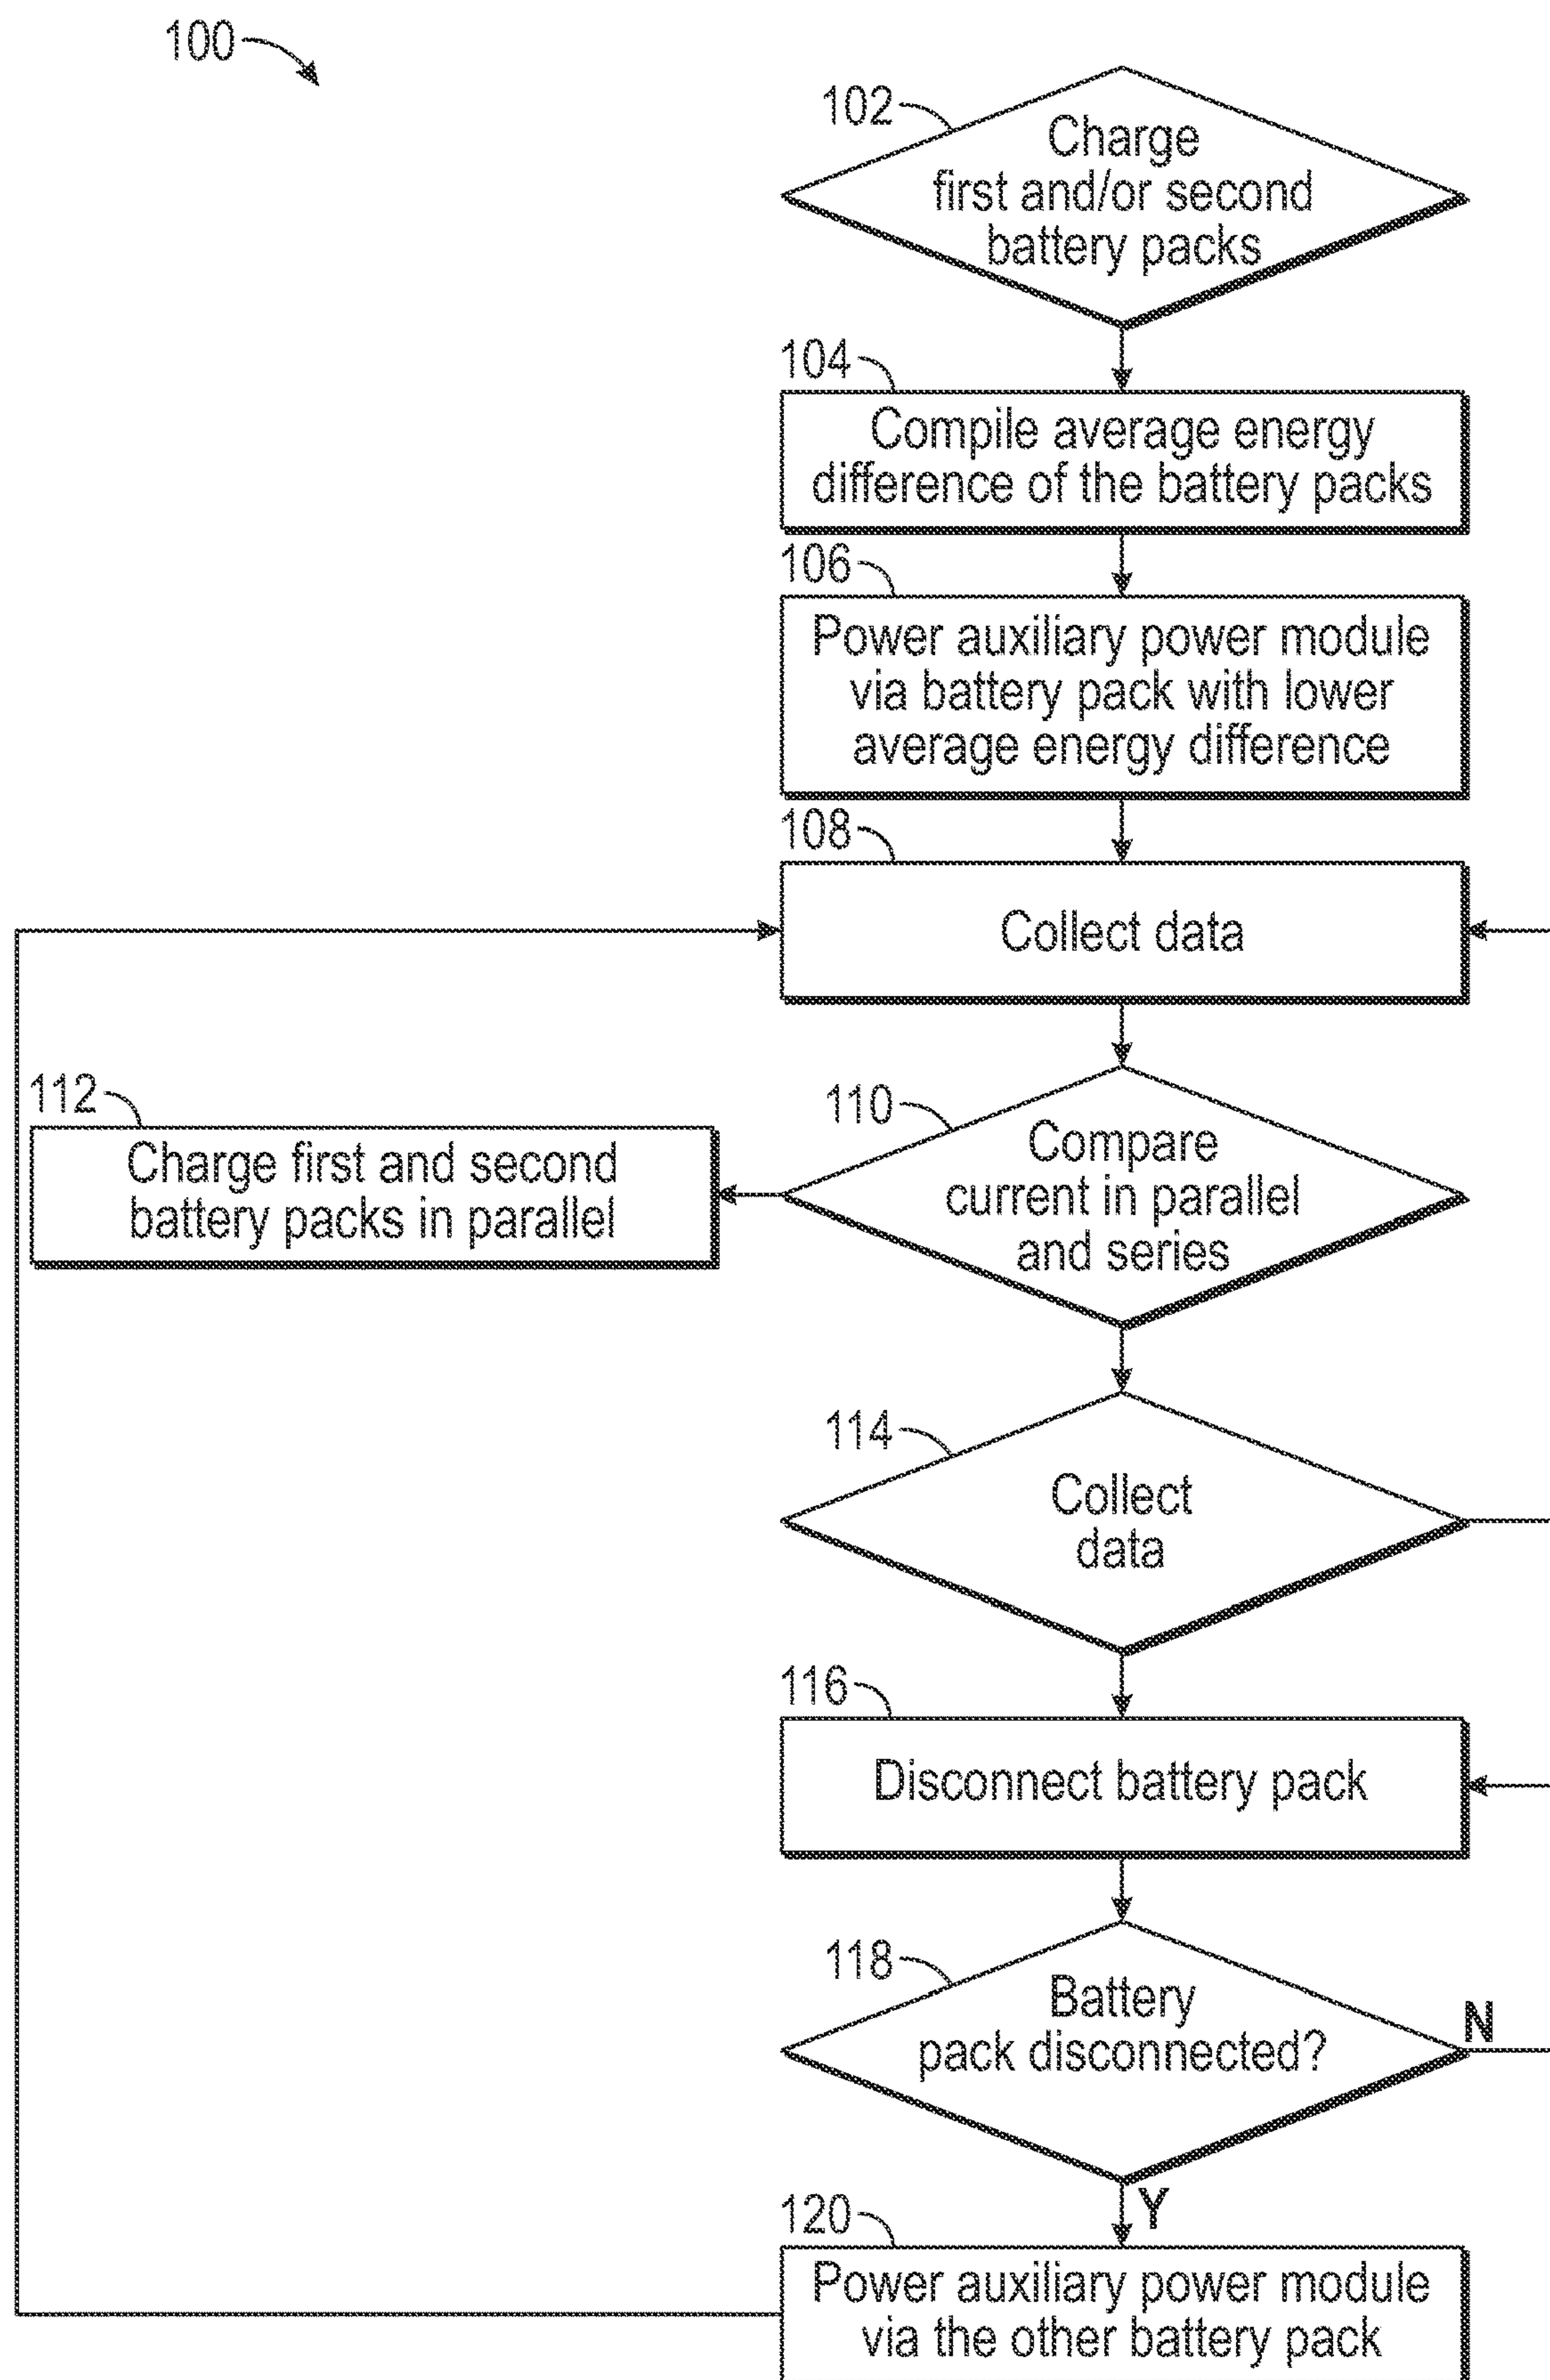 100
102
Charge
first and/or second
battery packs
104
Compile average energy
difference of the battery packs
106
Power auxiliary power module
via battery pack with lower
average energy difference
108
Collect data
112
Charge first and second
battery packs in parallel
110
Compare
current in parallel
and series
114
Collect
data
116
Disconnect battery pack
118
Battery
pack disconnected?
N
Y
120
Power auxiliary power module
via the other battery pack